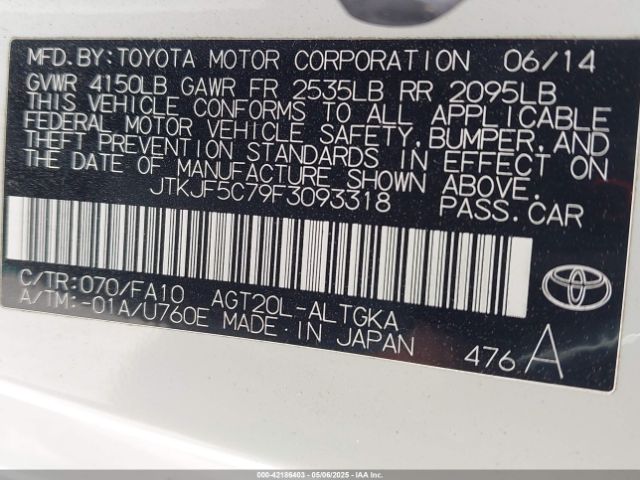 MFD.BY:TOYOTA MOTOR CORPORATION 06/14
GVWR 4150LB GAWR FR 2535LB RR 2095LB
THIS VEHICLE CONFORMS TO ALL APPLICABLE
FEDERAL MOTOR VEHICLE SAFETY,BUMPER,AND
THEFT PREVENTION STANDARDS IN EFFECT ON
THE DATE OF MANUFACTURE SHOWN ABOVE.
JTKJF5C79F3093318 PASS.CAR
C/TR:070/FA10 AGT20L-ALTGKA
A/TM:-01A/U760E MADE IN JAPAN
476 A
000-42186403 - 05/06/2025 - IAA Inc.